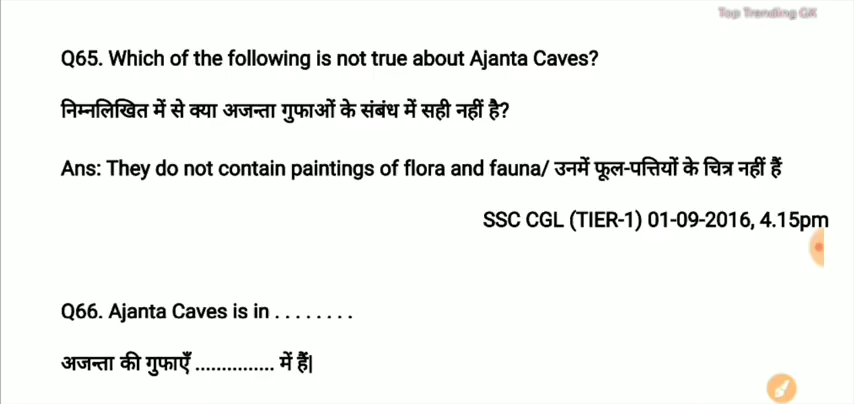 Top Trending GK
Q65. Which of the following is not true about Ajanta Caves?
निम्नलिखित में से क्या अजन्ता गुफाओं के संबंध में सही नहीं है?
Ans: They do not contain paintings of flora and fauna/ उनमें फूल-पत्तियों के चित्र नहीं हैं
SSC CGL (TIER-1) 01-09-2016, 4.15pm
Q66. Ajanta Caves is in . . . . . . . .
अजन्ता की गुफाएँ ............... में हैं|